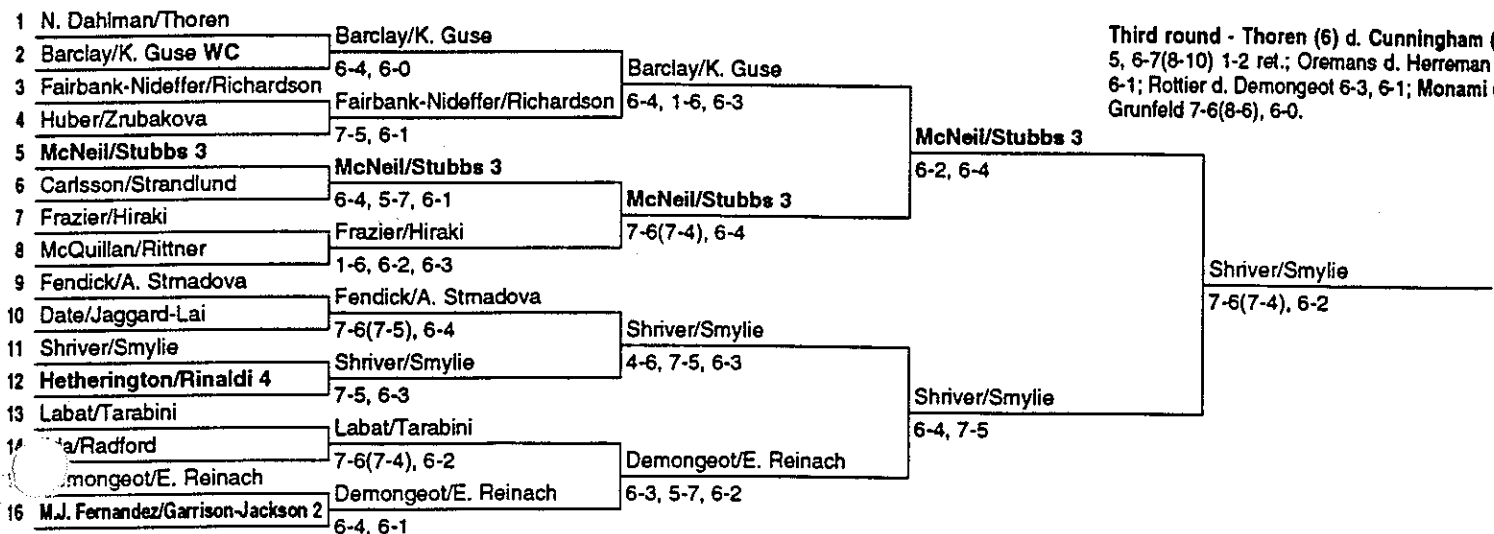 1 N. Dahlman/Thoren
2 Barclay/K. Guse WC
3 Fairbank-Nideffer/Richardson
4 Huber/Zrubakova
5 McNeil/Stubbs 3
6 Carlsson/Strandlund
7 Frazier/Hiraki
8 McQuillan/Rittner
9 Fendick/A. Strnadova
10 Date/Jaggard-Lai
11 Shriver/Smylie
12 Hetherington/Rinaldi 4
13 Labat/Tarabini
14 /Radford
/E. Reinach
16 M.J. Fernandez/Garrison-Jackson 2
Barclay/K. Guse
6-4, 6-0
Fairbank-Nideffer/Richardson
7-5, 6-1
McNeil/Stubbs 3
6-4, 5-7, 6-1
Frazier/Hiraki
1-6, 6-2, 6-3
Fendick/A. Strnadova
7-6(7-5), 6-4
Shriver/Smylie
7-5, 6-3
Labat/Tarabini
7-6(7-4), 6-2
Demongeot/E. Reinach
6-4, 6-1
Barclay/K. Guse
6-4, 1-6, 6-3
McNeil/Stubbs 3
7-6(7-4), 6-4
Shriver/Smylie
4-6, 7-5, 6-3
Demongeot/E. Reinach
6-3, 5-7, 6-2
McNeil/Stubbs 3
6-2, 6-4
Shriver/Smylie
6-4, 7-5
Shriver/Smylie
7-6(7-4), 6-2
Third round - Thoren (6) d. Cunningham (
5, 6-7(8-10) 1-2 ret.; Oremans d. Herreman
6-1; Rottier d. Demongeot 6-3, 6-1; Monami
Grunfeld 7-6(8-6), 6-0.